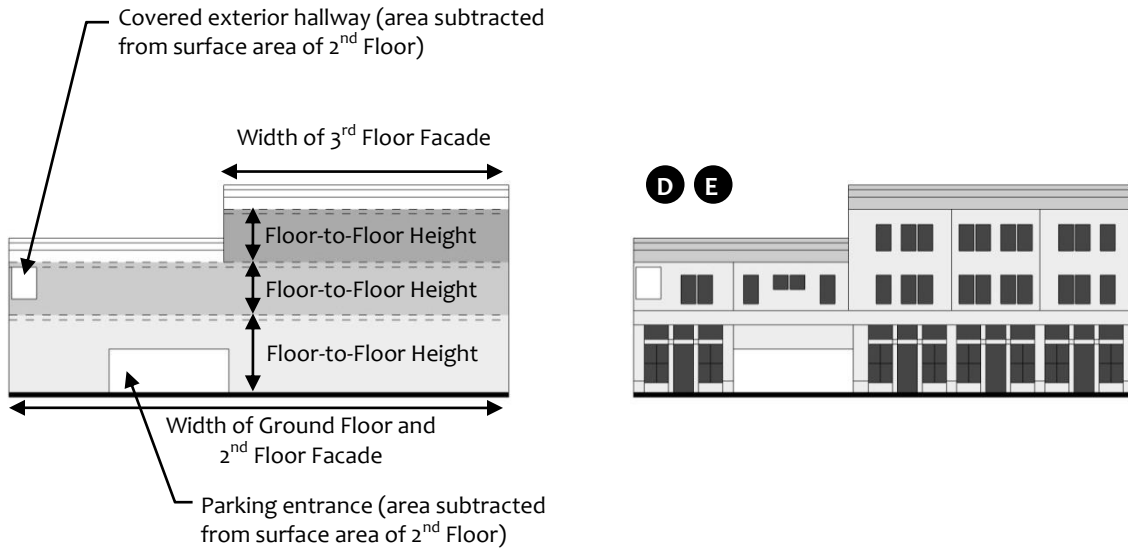 Covered exterior hallway (area subtracted
from surface area of 2nd Floor)
Width of 3rd Floor Facade
D E
Floor-to-Floor Height
Floor-to-Floor Height
Floor-to-Floor Height
Width of Ground Floor and
2nd Floor Facade
Parking entrance (area subtracted
from surface area of 2nd Floor)